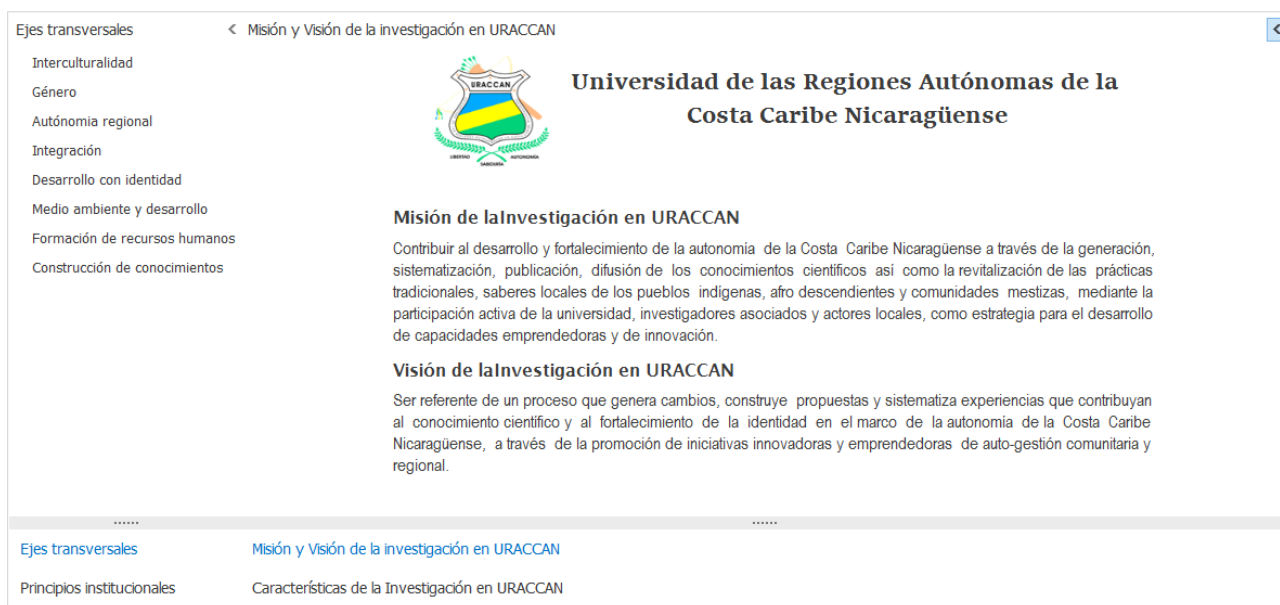 Ejes transversales
Interculturalidad
Género
Autónomia regional
Integración
Desarrollo con identidad
Medio ambiente y desarrollo
Formación de recursos humanos
Construcción de conocimientos
Misión y Visión de la investigación en URACCAN
URACCAN
LIBERTAD SABIDURÍA AUTONOMÍA
Universidad de las Regiones Autónomas de la
Costa Caribe Nicaragüense
Misión de laInvestigación en URACCAN
Contribuir al desarrollo y fortalecimiento de la autonomía de la Costa Caribe Nicaragüense a través de la generación,
sistematización, publicación, difusión de los conocimientos científicos así como la revitalización de las prácticas
tradicionales, saberes locales de los pueblos indígenas, afro descendientes y comunidades mestizas, mediante la
participación activa de la universidad, investigadores asociados y actores locales, como estrategia para el desarrollo
de capacidades emprendedoras y de innovación.
Visión de laInvestigación en URACCAN
Ser referente de un proceso que genera cambios, construye propuestas y sistematiza experiencias que contribuyan
al conocimiento científico y al fortalecimiento de la identidad en el marco de la autonomía de la Costa Caribe
Nicaragüense, a través de la promoción de iniciativas innovadoras y emprendedoras de auto-gestión comunitaria y
regional.
Ejes transversales
Misión y Visión de la investigación en URACCAN
Principios institucionales
Características de la Investigación en URACCAN